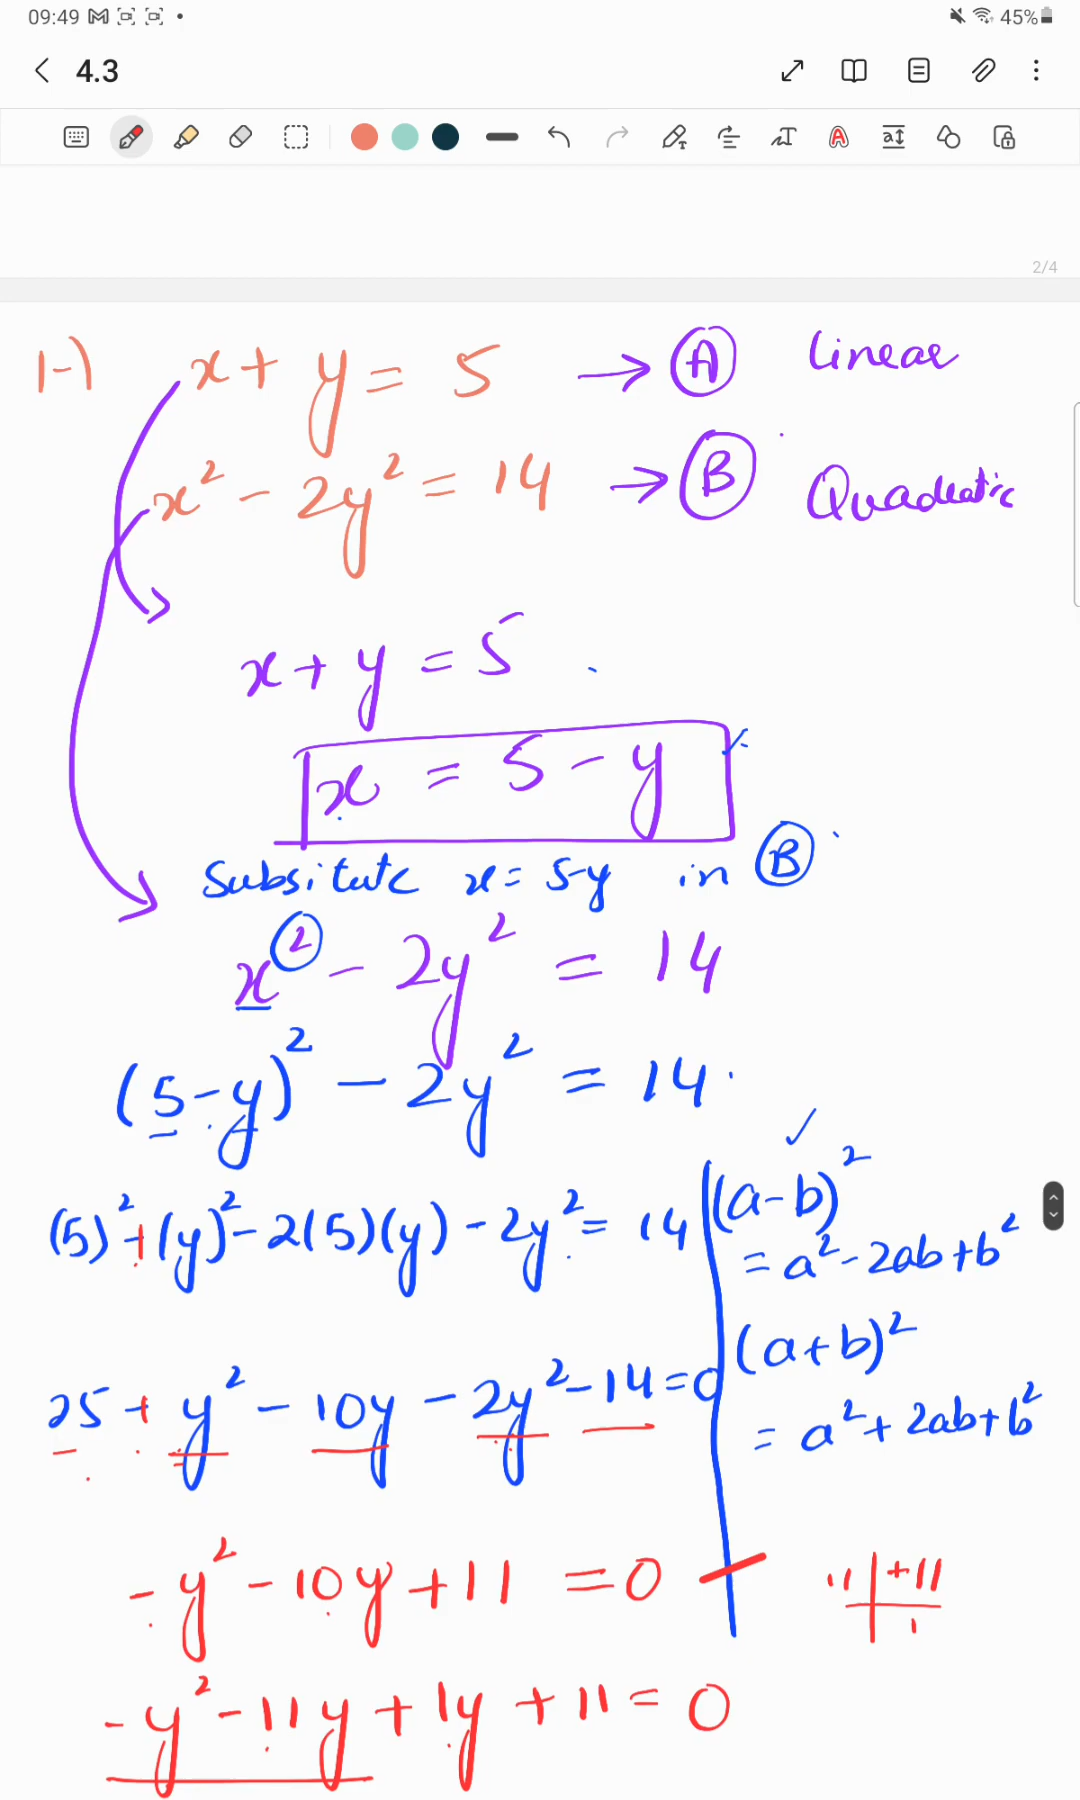 09:49 45%
4.3
2/4
1-) x + y = 5 → (A) Linear
x² - 2y² = 14 → (B) Quadratic
x + y = 5
x = 5 - y
Subsitute x = 5-y in (B)
x² - 2y² = 14
(5-y)² - 2y² = 14
(5)² + (y)² - 2(5)(y) - 2y² = 14
(a-b)²
= a² - 2ab + b²
(a+b)²
= a² + 2ab + b²
25 + y² - 10y - 2y² - 14 = 0
-y² - 10y + 11 = 0
11 | +11
1
-y² - 11y + 1y + 11 = 0